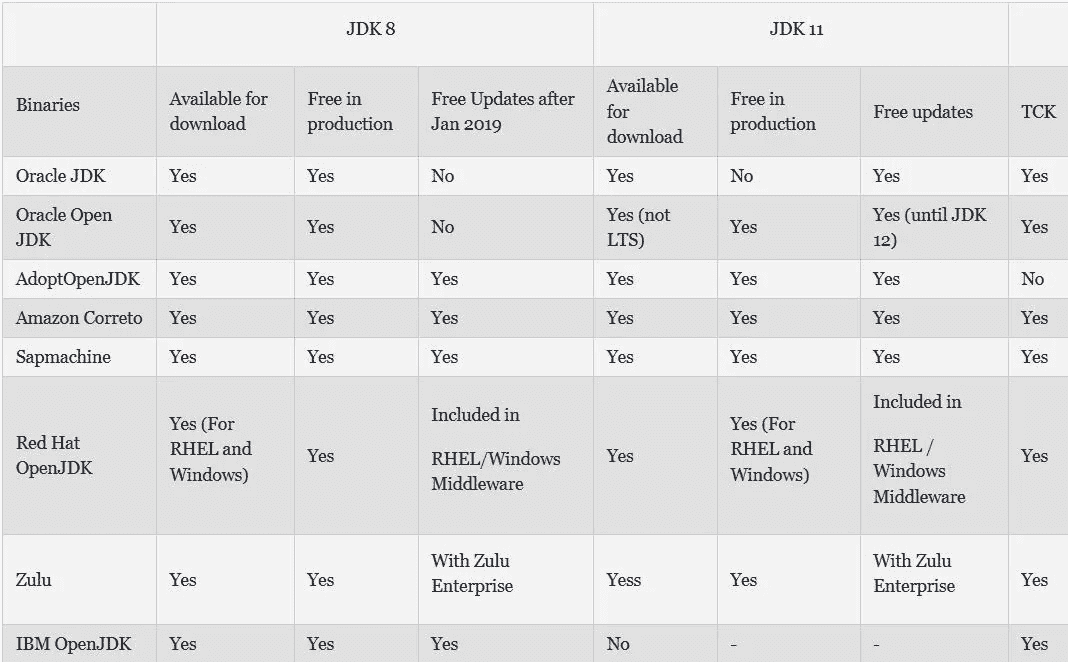 JDK 8 JDK 11
Binaries Available for download Free in production Free Updates after Jan 2019 Available for download Free in production Free updates TCK
Oracle JDK Yes Yes No Yes No Yes Yes
Oracle Open JDK Yes Yes No Yes (not LTS) Yes Yes (until JDK 12) Yes
AdoptOpenJDK Yes Yes Yes Yes Yes Yes No
Amazon Correto Yes Yes Yes Yes Yes Yes Yes
Sapmachine Yes Yes Yes Yes Yes Yes Yes
Red Hat OpenJDK Yes (For RHEL and Windows) Yes Included in RHEL/Windows Middleware Yes Yes (For RHEL and Windows) Included in RHEL / Windows Middleware Yes
Zulu Yes Yes With Zulu Enterprise Yess Yes With Zulu Enterprise Yes
IBM OpenJDK Yes Yes Yes No - - Yes